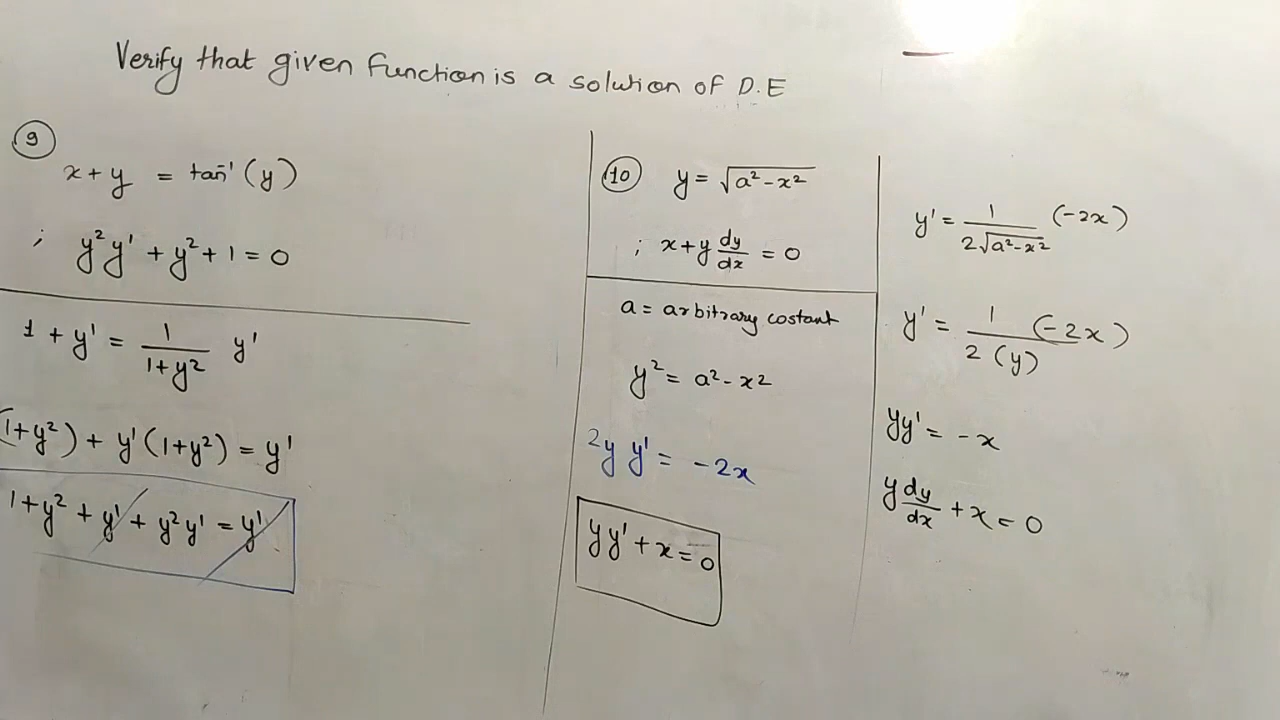 Verify that given function is a solution of D.E
9
x + y = tan⁻¹ (y)
; y² y' + y² + 1 = 0
1 + y' = 1/(1+y²) y'
(1+y²) + y' (1+y²) = y'
1+y² + y' + y² y' = y'
10 y = √(a² - x²)
; x + y dy/dx = 0
a = arbitrary costant
y² = a² - x²
2y y' = -2x
yy' + x = 0
y' = 1/(2√(a²-x²)) (-2x)
y' = 1/(2 (y)) (-2x)
yy' = -x
y dy/dx + x = 0